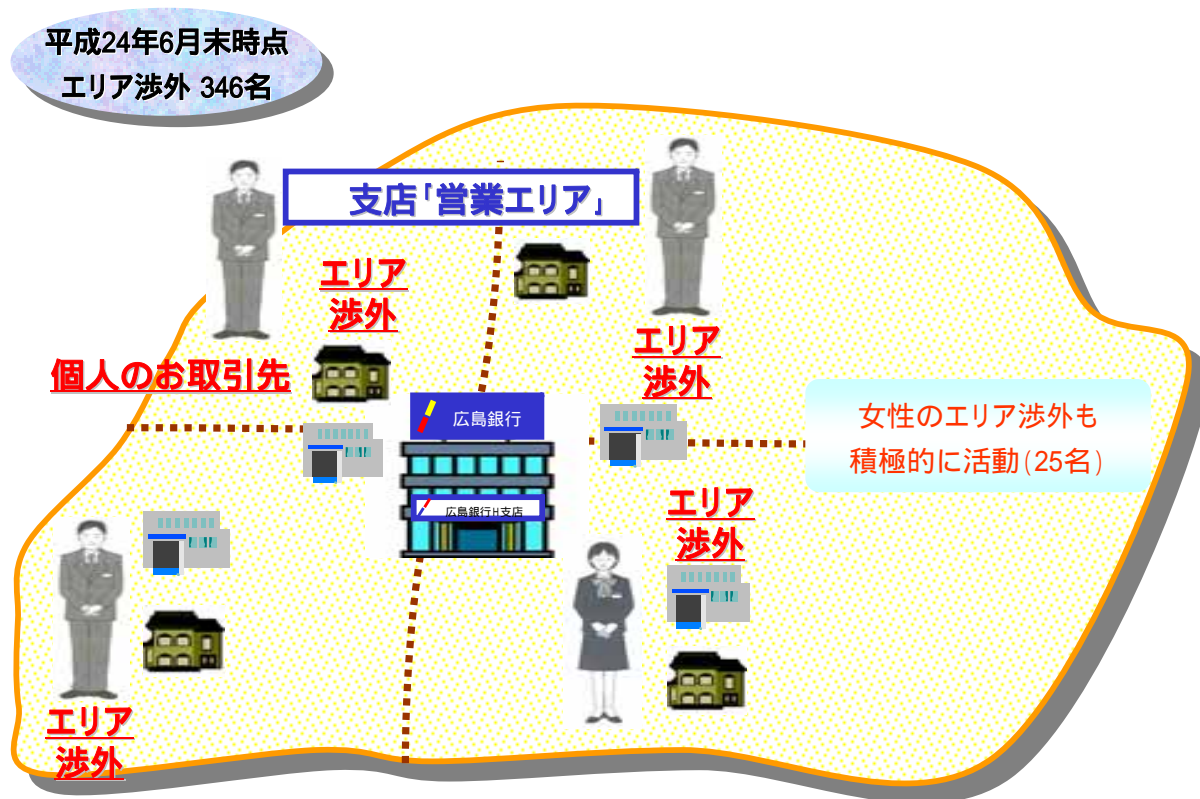 平成24年6月末時点
エリア渉外 346名
支店「営業エリア」
エリア
渉外
エリア
渉外
個人のお取引先
広島銀行
女性のエリア渉外も
積極的に活動(25名)
広島銀行H支店
エリア
渉外
エリア
渉外